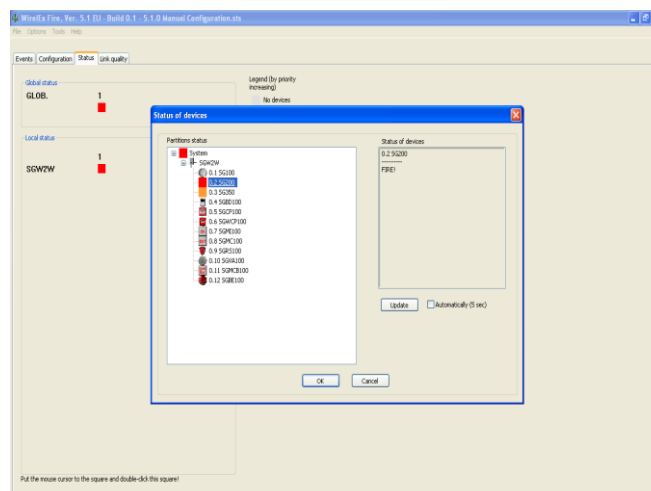 WirelEx Fire, Ver. 5.1 EU - Build 0.1 - 5.1.0 Manual Configuration.sts
File Options Tools Help
Events Configuration Status Link quality
Global status
GLOB. 1
Legend (by priority
increasing)
No devices
Status of devices
Local status
1
SGW2W
Partitions status
System
SGW2W
0.1 SG100
0.2 SG200
0.3 SG350
0.4 SGBD100
0.5 SGCP100
0.6 SGWCP100
0.7 SGMI100
0.8 SGMC100
0.9 SGRS100
0.10 SGVA100
0.11 SGMCB100
0.12 SGBE100
Status of devices
0.2 SG200
----------
FIRE!
Update Automatically (5 sec)
OK Cancel
Put the mouse cursor to the square and double-click this square!